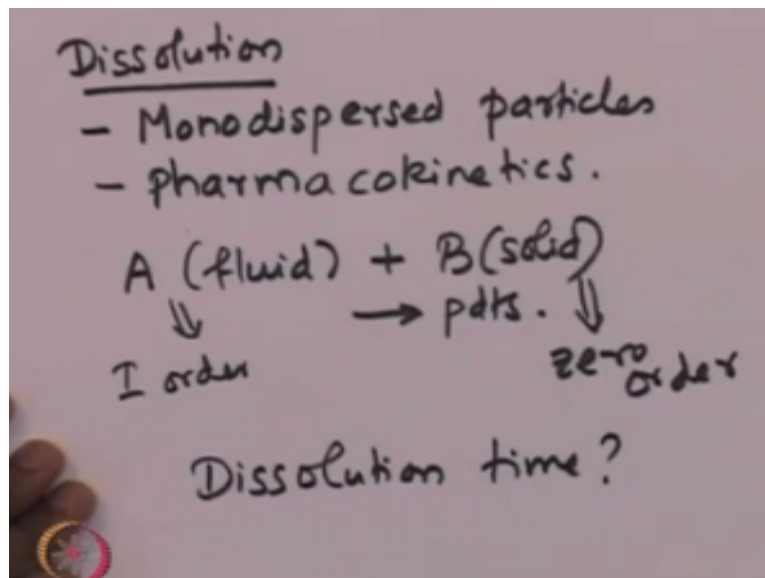 Dissolution
- Monodispersed particles
- pharmacokinetics.
A (fluid) + B (solid)
→ pdts.
I order
zero order
Dissolution time?